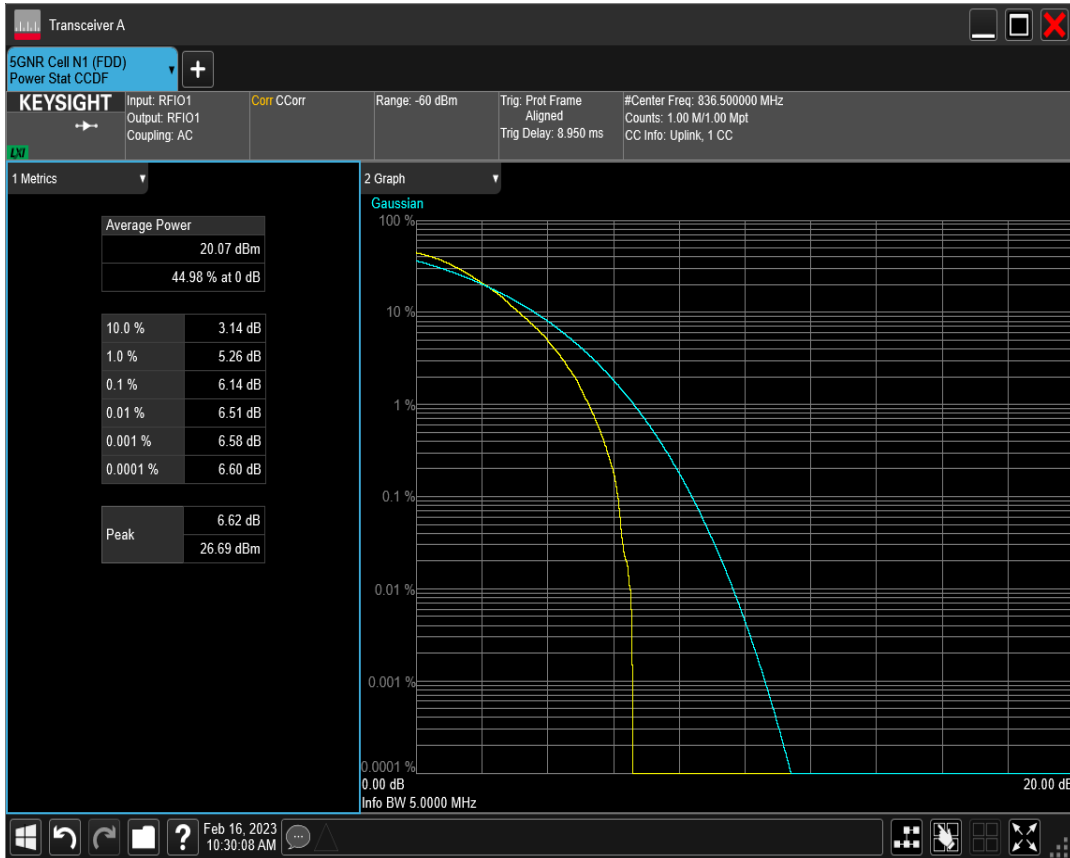 Transceiver A
5GNR Cell N1 (FDD)
Power Stat CCDF
+
KEYSIGHT
LXI
Input: RFIO1
Output: RFIO1
Coupling: AC
Corr CCorr
Range: -60 dBm
Trig: Prot Frame
Aligned
Trig Delay: 8.950 ms
#Center Freq: 836.500000 MHz
Counts: 1.00 M/1.00 Mpt
CC Info: Uplink, 1 CC
1 Metrics
Average Power
20.07 dBm
44.98 % at 0 dB
10.0 % 3.14 dB
1.0 % 5.26 dB
0.1 % 6.14 dB
0.01 % 6.51 dB
0.001 % 6.58 dB
0.0001 % 6.60 dB
Peak
6.62 dB
26.69 dBm
2 Graph
Gaussian
100 %
10 %
1 %
0.1 %
0.01 %
0.001 %
0.0001 %
0.00 dB 20.00 dB
Info BW 5.0000 MHz
?
Feb 16, 2023
10:30:08 AM